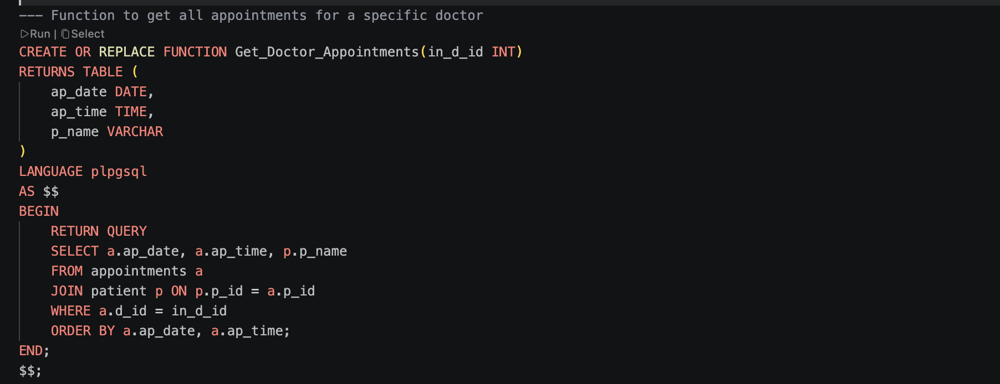 --- Function to get all appointments for a specific doctor
Run | Select
CREATE OR REPLACE FUNCTION Get_Doctor_Appointments(in_d_id INT)
RETURNS TABLE (
    ap_date DATE,
    ap_time TIME,
    p_name VARCHAR
)
LANGUAGE plpgsql
AS $$
BEGIN
    RETURN QUERY
    SELECT a.ap_date, a.ap_time, p.p_name
    FROM appointments a
    JOIN patient p ON p.p_id = a.p_id
    WHERE a.d_id = in_d_id
    ORDER BY a.ap_date, a.ap_time;
END;
$$;